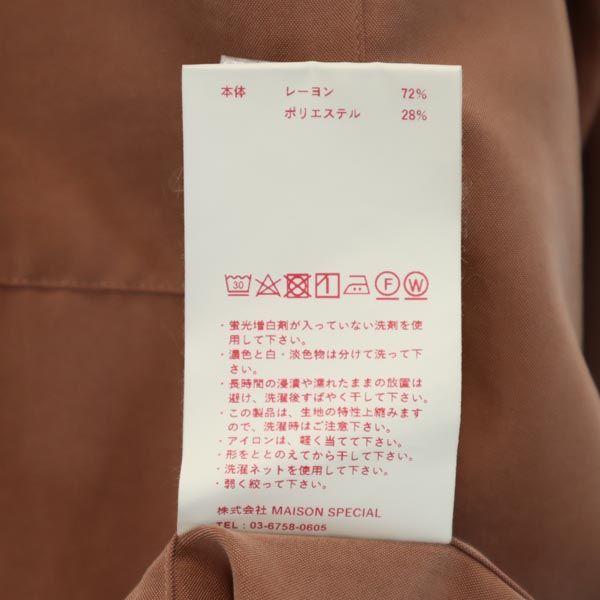 本体 レーヨン 72%
ポリエステル 28%
30 F W
・蛍光増白剤が入っていない洗剤を使
用して下さい。
・濃色と白・淡色物は分けて洗って下
さい。
・長時間の浸漬や濡れたままの放置は
避け、洗濯後すばやく干して下さい。
・この製品は、生地の特性上縮みます
ので、洗濯時はご注意下さい。
・アイロンは、軽く当てて下さい。
・形をととのえてから干して下さい。
・洗濯ネットを使用して下さい。
・弱く絞って下さい。
株式会社 MAISON SPECIAL
TEL : 03-6758-0605